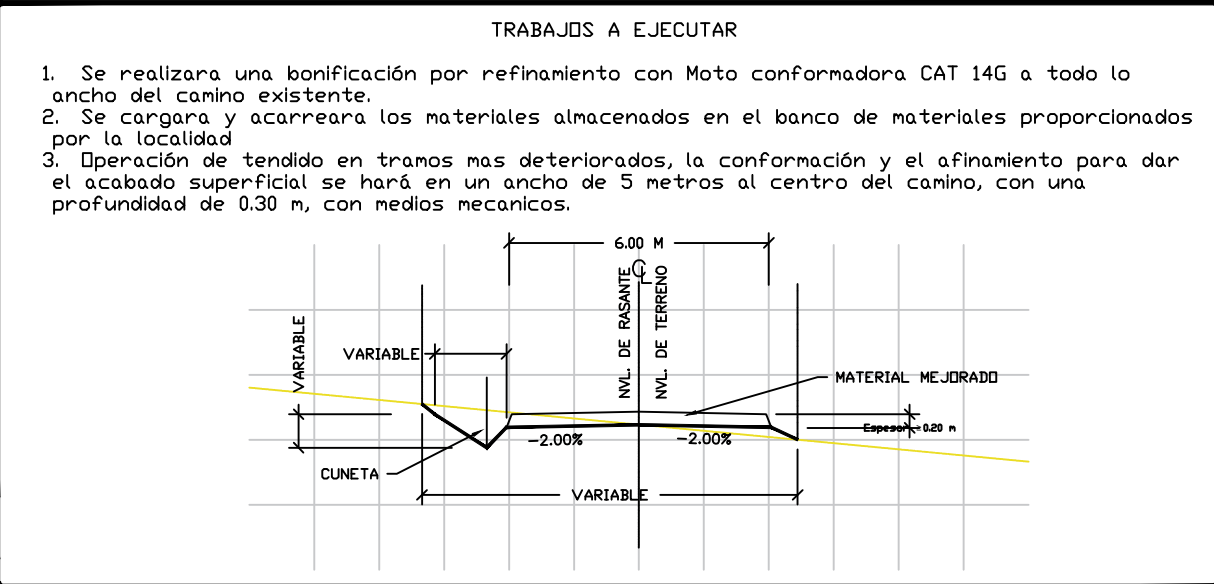 TRABAJOS A EJECUTAR
1. Se realizara una bonificación por refinamiento con Moto conformadora CAT 14G a todo lo
ancho del camino existente.
2. Se cargara y acarreara los materiales almacenados en el banco de materiales proporcionados
por la localidad
3. Operación de tendido en tramos mas deteriorados, la conformación y el afinamiento para dar
el acabado superficial se hará en un ancho de 5 metros al centro del camino, con una
profundidad de 0.30 m, con medios mecanicos.
6.00 M
CL
NVL. DE RASANTE
NVL. DE TERRENO
VARIABLE
VARIABLE
MATERIAL MEJORADO
Espesor = 0.20 m
-2.00%
-2.00%
CUNETA
VARIABLE